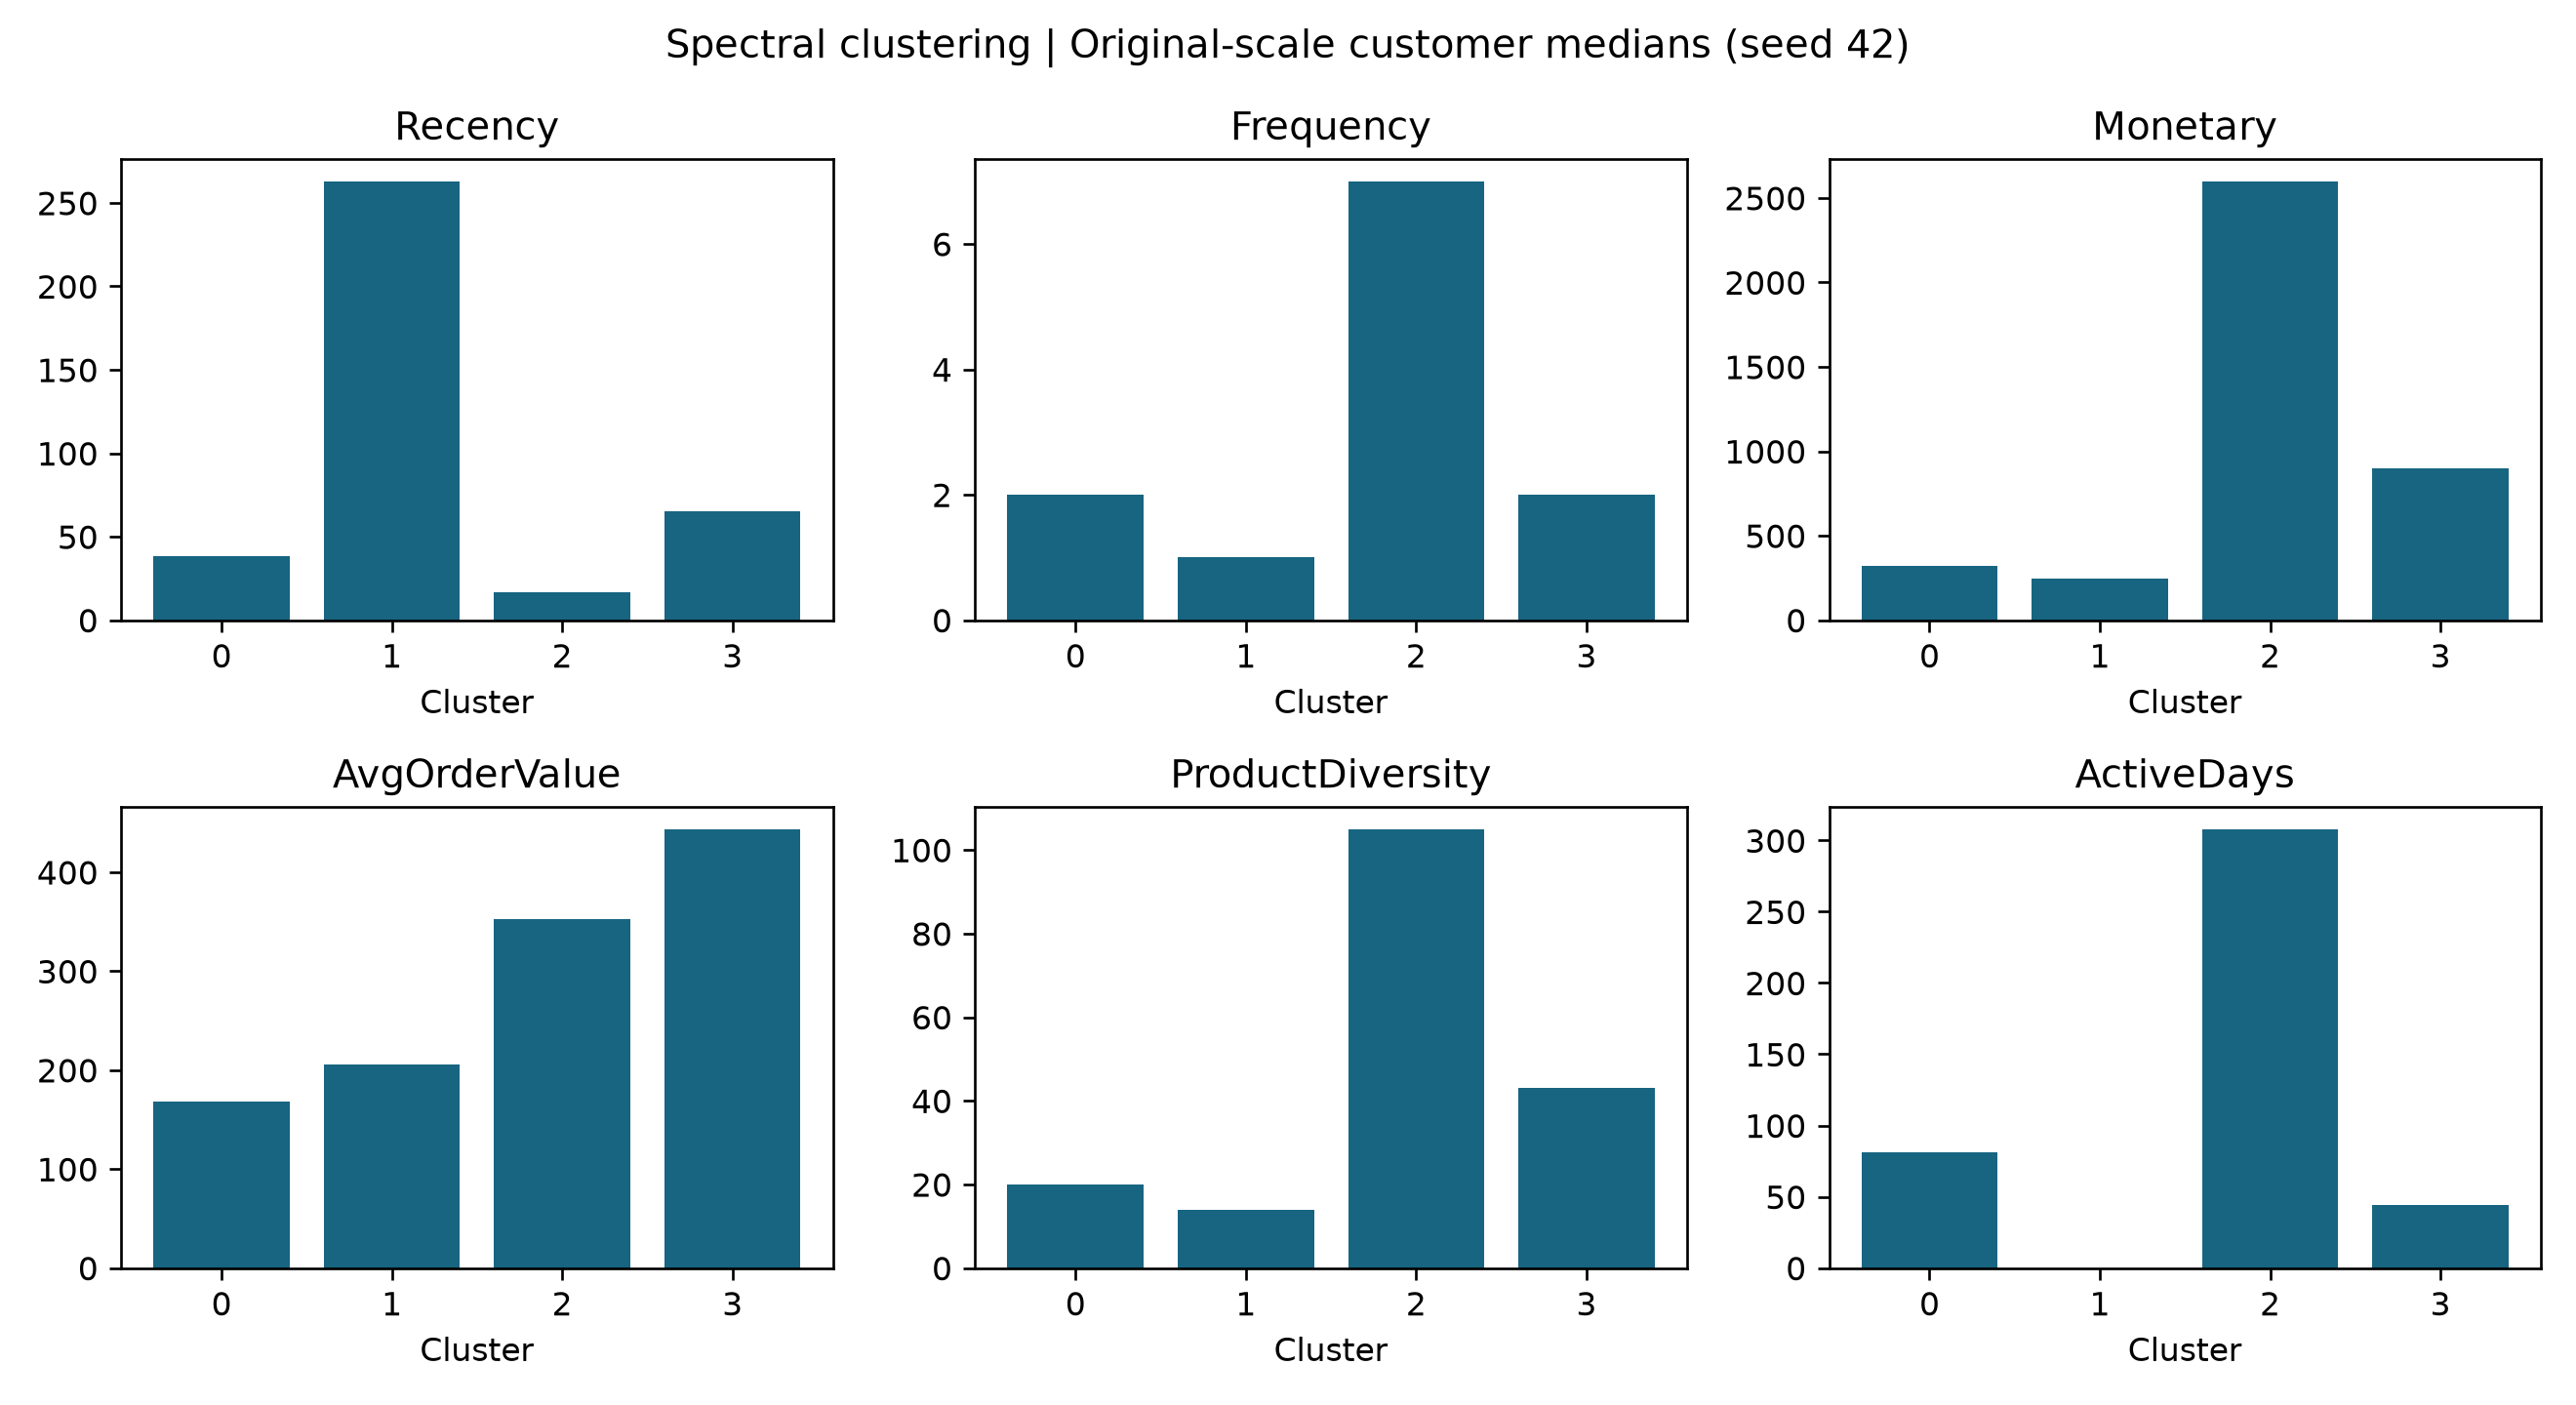 Spectral clustering | Original-scale customer medians (seed 42)
Recency
Frequency
Monetary
250
200
150
100
50
0
0 1 2 3
Cluster
6
4
2
0
0 1 2 3
Cluster
2500
2000
1500
1000
500
0
0 1 2 3
Cluster
AvgOrderValue
ProductDiversity
ActiveDays
400
300
200
100
0
0 1 2 3
Cluster
100
80
60
40
20
0
0 1 2 3
Cluster
300
250
200
150
100
50
0
0 1 2 3
Cluster